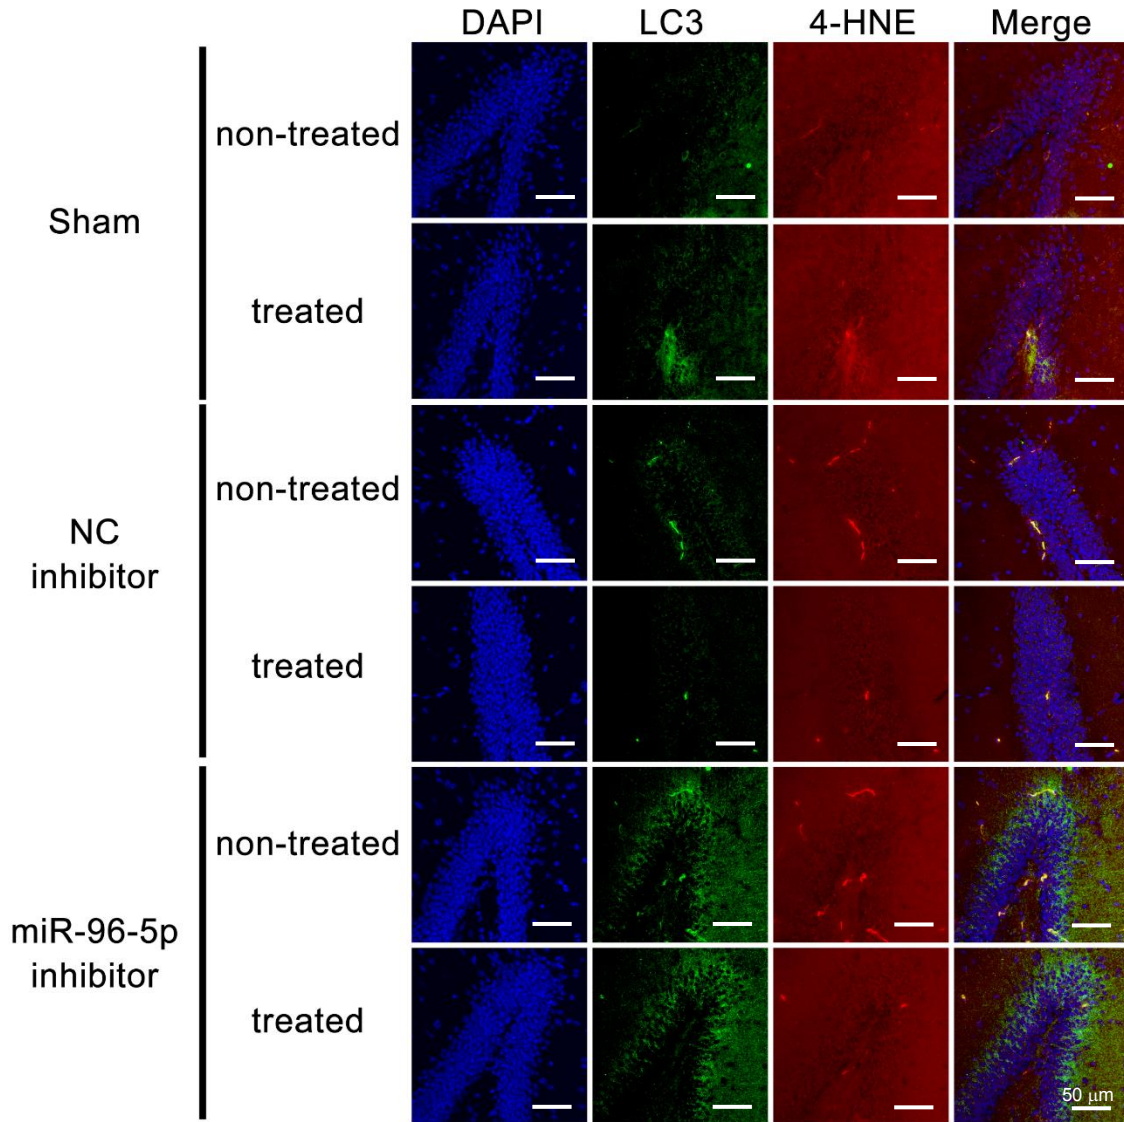 DAPI LC3 4-HNE Merge
non-treated
Sham
treated
non-treated
NC
inhibitor
treated
non-treated
miR-96-5p
inhibitor
treated
50 μm